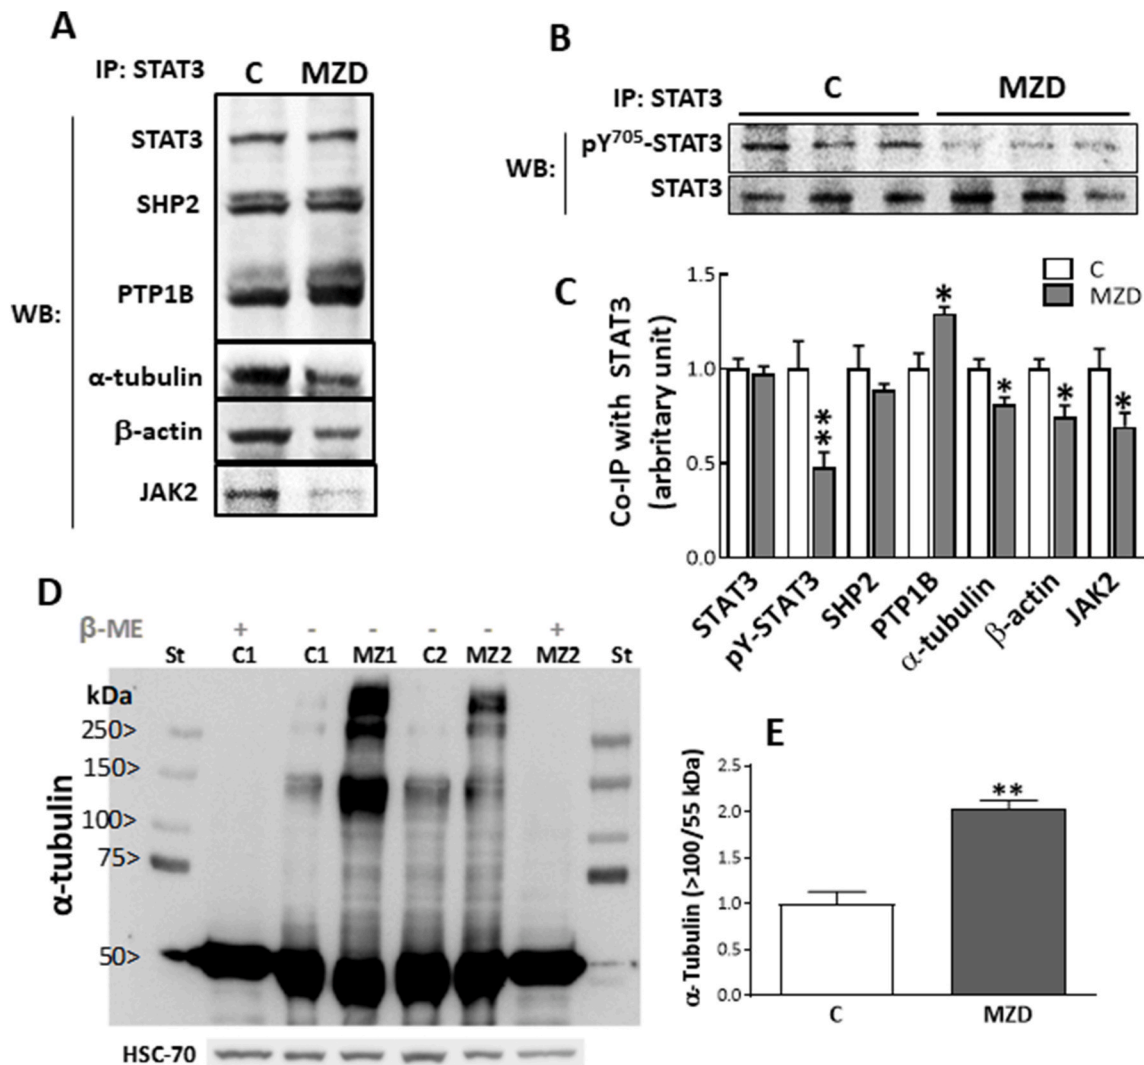 A
IP: STAT3 C MZD
STAT3
SHP2
PTP1B
WB:
α-tubulin
β-actin
JAK2
B
IP: STAT3 C MZD
WB: pY705-STAT3
STAT3
C
Co-IP with STAT3
(arbritary unit)
1.5
1.0
0.5
0.0
C
MZD
*
**
*
*
*
STAT3
pY-STAT3
SHP2
PTP1B
α-tubulin
β-actin
JAK2
D
β-ME + - - - - +
St C1 C1 MZ1 C2 MZ2 MZ2 St
kDa
250>
150>
100>
75>
50>
α-tubulin
HSC-70
E
α-Tubulin (>100/55 kDa)
2.5
2.0
1.5
1.0
0.5
0.0
**
C MZD